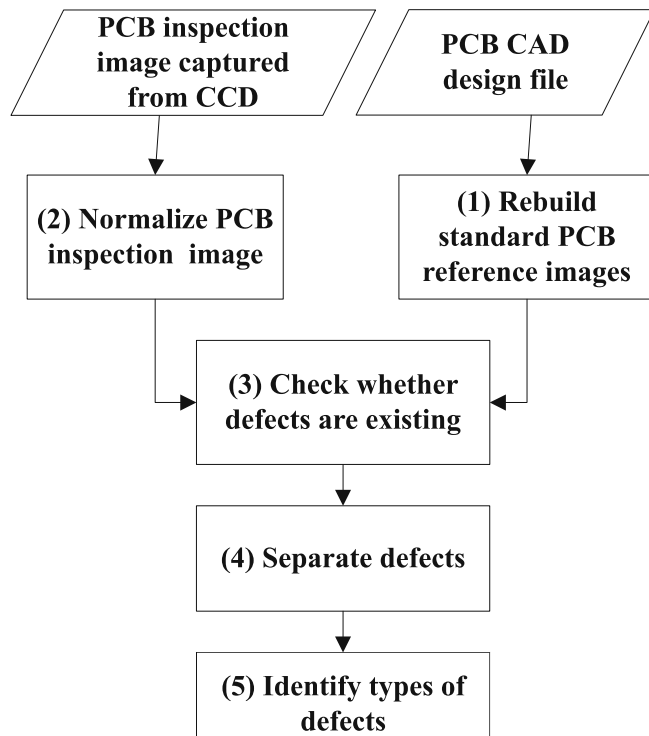 PCB inspection
image captured
from CCD
PCB CAD
design file
(2) Normalize PCB
inspection image
(1) Rebuild
standard PCB
reference images
(3) Check whether
defects are existing
(4) Separate defects
(5) Identify types of
defects